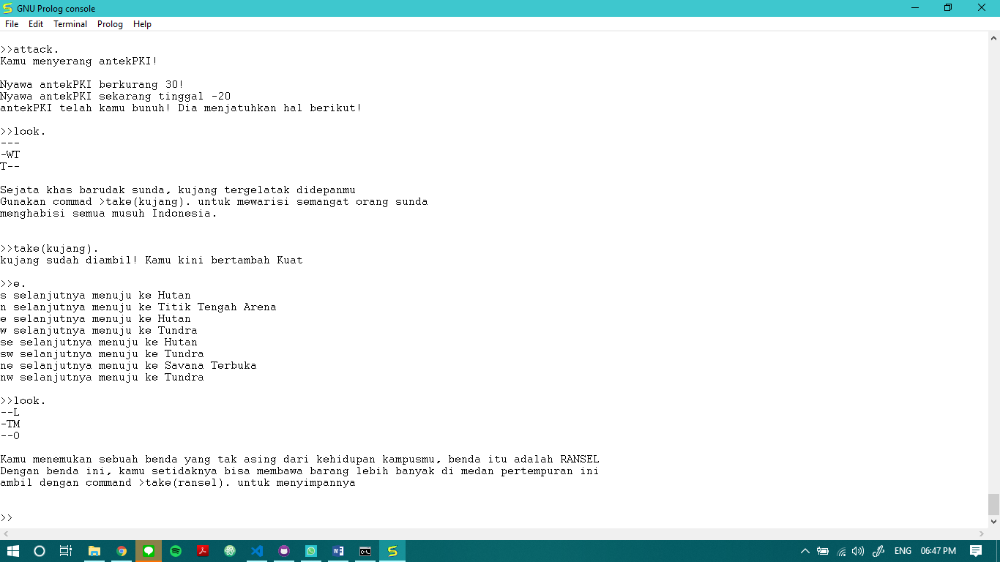 GNU Prolog console
File Edit Terminal Prolog Help
>>attack.
Kamu menyerang antekPKI!
Nyawa antekPKI berkurang 30!
Nyawa antekPKI sekarang tinggal -20
antekPKI telah kamu bunuh! Dia menjatuhkan hal berikut!
>>look.
---
-WT
T--
Sejata khas barudak sunda, kujang tergelatak didepanmu
Gunakan commad >take(kujang). untuk mewarisi semangat orang sunda
menghabisi semua musuh Indonesia.
>>take(kujang).
kujang sudah diambil! Kamu kini bertambah Kuat
>>e.
s selanjutnya menuju ke Hutan
n selanjutnya menuju ke Titik Tengah Arena
e selanjutnya menuju ke Hutan
w selanjutnya menuju ke Tundra
se selanjutnya menuju ke Hutan
sw selanjutnya menuju ke Tundra
ne selanjutnya menuju ke Savana Terbuka
nw selanjutnya menuju ke Tundra
>>look.
--L
-TM
--O
Kamu menemukan sebuah benda yang tak asing dari kehidupan kampusmu, benda itu adalah RANSEL
Dengan benda ini, kamu setidaknya bisa membawa barang lebih banyak di medan pertempuran ini
ambil dengan command >take(ransel). untuk menyimpannya
>>
ENG 06:47 PM